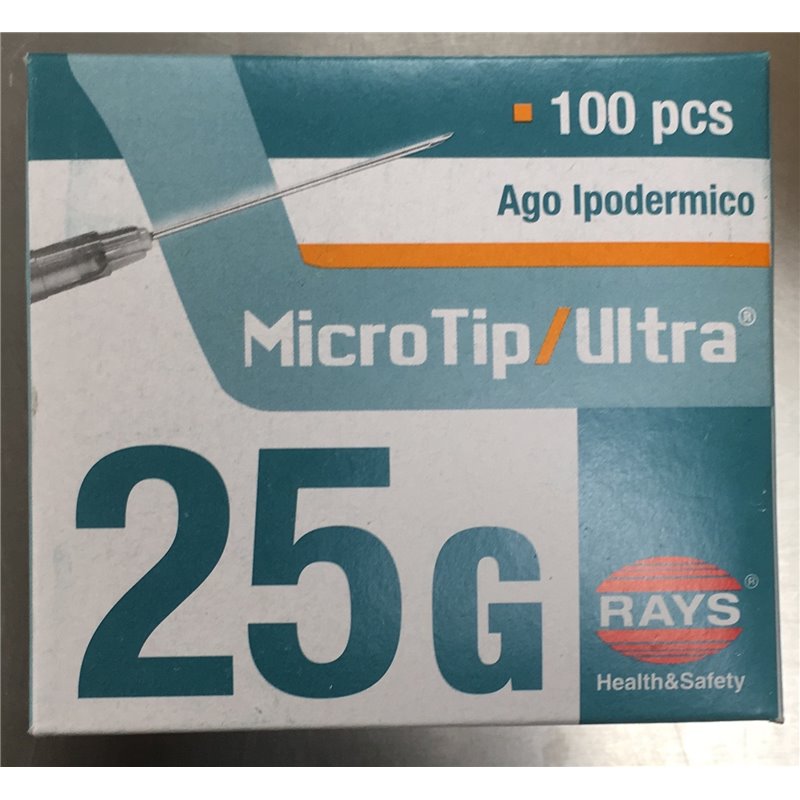 ▪ 100 pcs
Ago Ipodermico
MicroTip/Ultra®
25G
RAYS®
Health&Safety